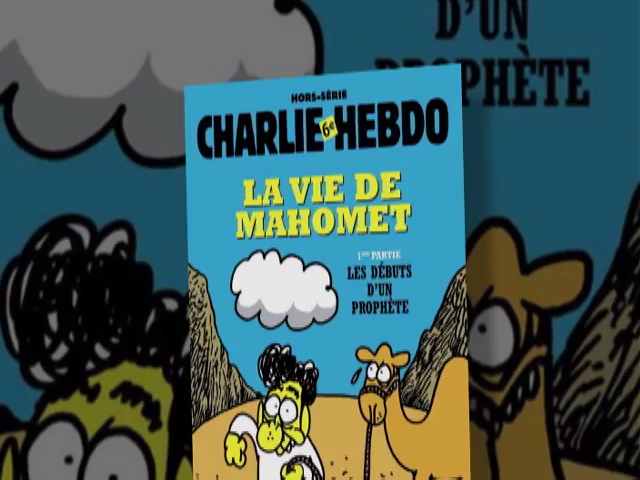 D'UN
PROPHÈTE
HORS-SÉRIE
CHARLIE HEBDO
6€
LA VIE DE
MAHOMET
1ÈRE PARTIE
LES DÉBUTS
D'UN
PROPHÈTE